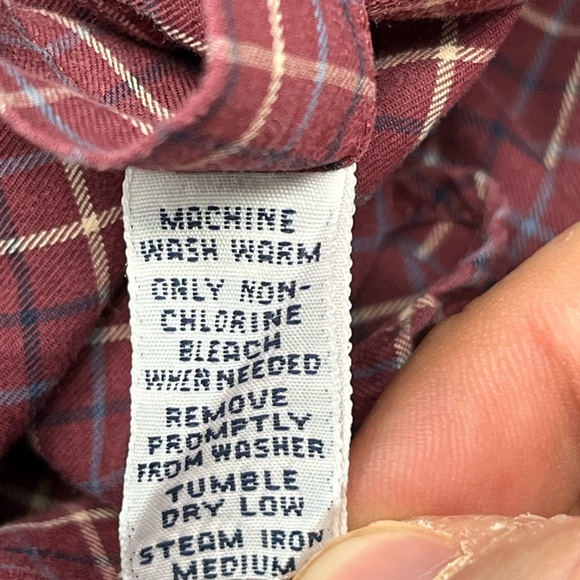 MACHINE
WASH WARM
ONLY NON-
CHLORINE
BLEACH
WHEN NEEDED
REMOVE
PROMPTLY
FROM WASHER
TUMBLE
DRY LOW
STEAM IRON
MEDIUM